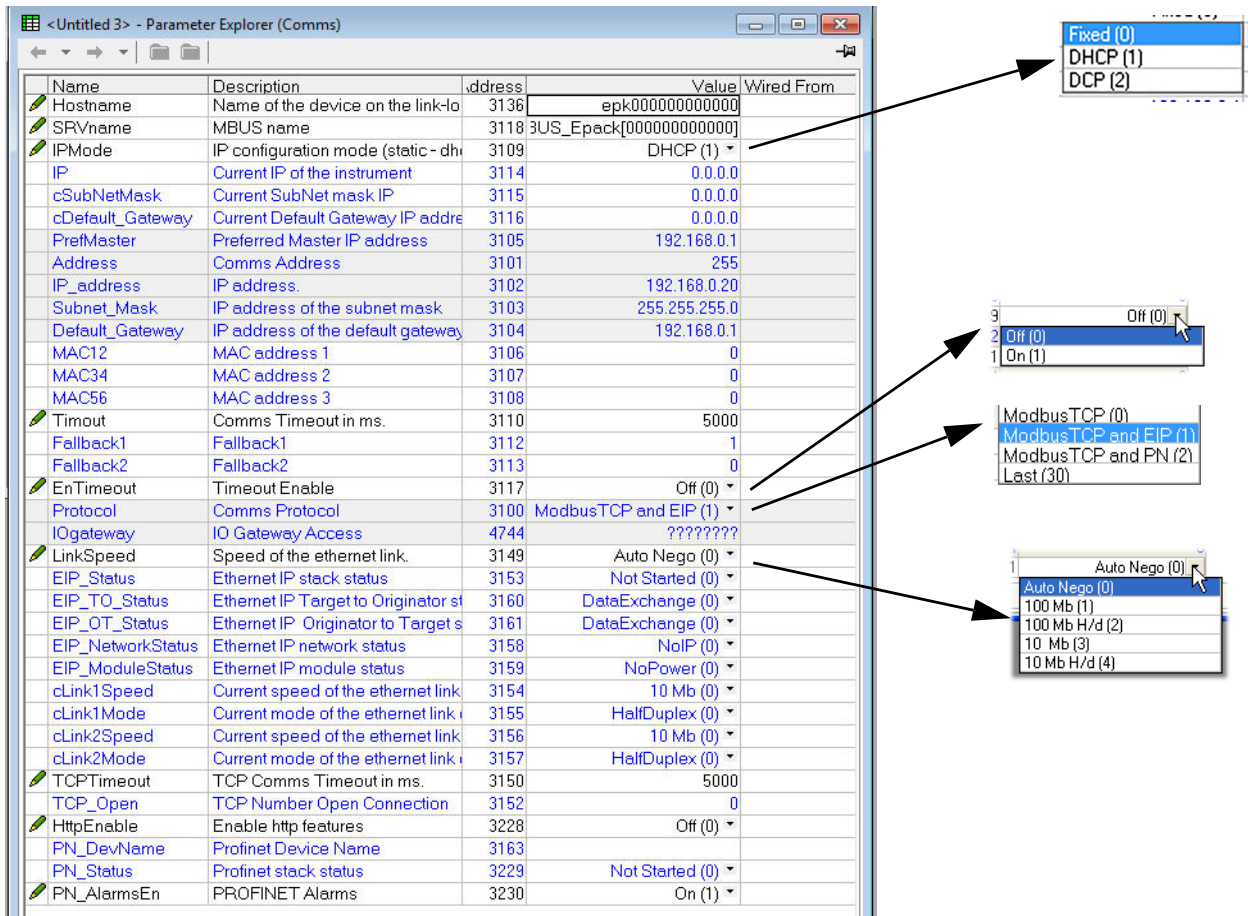 <Untitled 3> - Parameter Explorer (Comms)
Name Description ddress Value Wired From
Hostname Name of the device on the link-lo 3136 epk000000000000
SRVname MBUS name 3118 3US_Epack[000000000000]
IPMode IP configuration mode (static - dh 3109 DHCP (1)
IP Current IP of the instrument 3114 0.0.0.0
cSubNetMask Current SubNet mask IP 3115 0.0.0.0
cDefault_Gateway Current Default Gateway IP addre 3116 0.0.0.0
PrefMaster Preferred Master IP address 3105 192.168.0.1
Address Comms Address 3101 255
IP_address IP address. 3102 192.168.0.20
Subnet_Mask IP address of the subnet mask 3103 255.255.255.0
Default_Gateway IP address of the default gateway 3104 192.168.0.1
MAC12 MAC address 1 3106 0
MAC34 MAC address 2 3107 0
MAC56 MAC address 3 3108 0
Timout Comms Timeout in ms. 3110 5000
Fallback1 Fallback1 3112 1
Fallback2 Fallback2 3113 0
EnTimeout Timeout Enable 3117 Off (0)
Protocol Comms Protocol 3100 ModbusTCP and EIP (1)
IOgateway IO Gateway Access 4744 ????????
LinkSpeed Speed of the ethernet link. 3149 Auto Nego (0)
EIP_Status Ethernet IP stack status 3153 Not Started (0)
EIP_TO_Status Ethernet IP Target to Originator st 3160 DataExchange (0)
EIP_OT_Status Ethernet IP Originator to Target s 3161 DataExchange (0)
EIP_NetworkStatus Ethernet IP network status 3158 NoIP (0)
EIP_ModuleStatus Ethernet IP module status 3159 NoPower (0)
cLink1Speed Current speed of the ethernet link 3154 10 Mb (0)
cLink1Mode Current mode of the ethernet link 3155 HalfDuplex (0)
cLink2Speed Current speed of the ethernet link 3156 10 Mb (0)
cLink2Mode Current mode of the ethernet link 3157 HalfDuplex (0)
TCPTimeout TCP Comms Timeout in ms. 3150 5000
TCP_Open TCP Number Open Connection 3152 0
HttpEnable Enable http features 3228 Off (0)
PN_DevName Profinet Device Name 3163
PN_Status Profinet stack status 3229 Not Started (0)
PN_AlarmsEn PROFINET Alarms 3230 On (1)
Fixed (0)
DHCP (1)
DCP (2)
9 Off (0)
2 Off (0)
1 On (1)
ModbusTCP (0)
ModbusTCP and EIP (1)
ModbusTCP and PN (2)
Last (30)
1 Auto Nego (0)
Auto Nego (0)
100 Mb (1)
100 Mb H/d (2)
10 Mb (3)
10 Mb H/d (4)